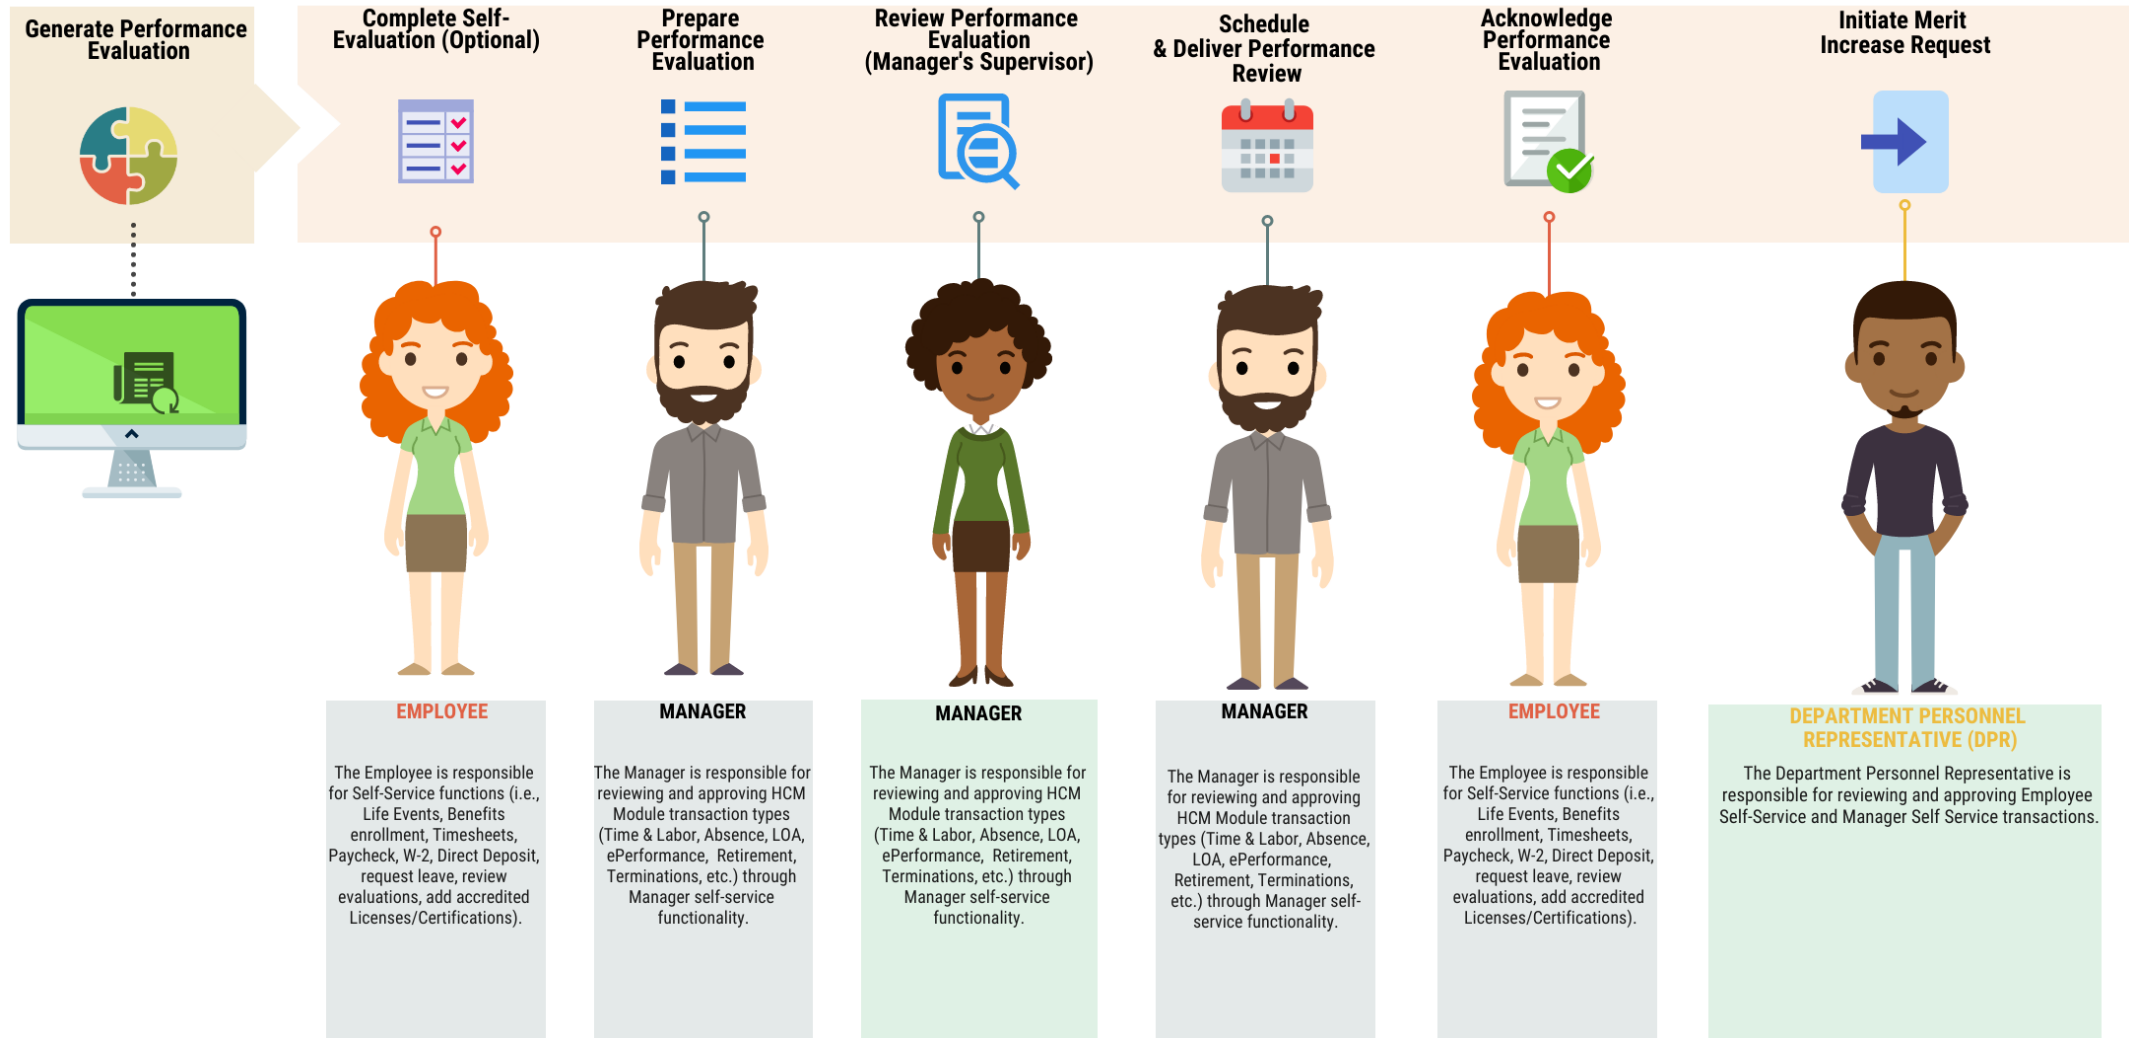 Generate Performance
Evaluation
Complete Self-
Evaluation (Optional)
Prepare
Performance
Evaluation
Review Performance
Evaluation
(Manager's Supervisor)
Schedule
& Deliver Performance
Review
Acknowledge
Performance
Evaluation
Initiate Merit
Increase Request
EMPLOYEE
The Employee is responsible
for Self-Service functions (i.e.,
Life Events, Benefits
enrollment, Timesheets,
Paycheck, W-2, Direct Deposit,
request leave, review
evaluations, add accredited
Licenses/Certifications).
MANAGER
The Manager is responsible for
reviewing and approving HCM
Module transaction types
(Time & Labor, Absence, LOA,
ePerformance, Retirement,
Terminations, etc.) through
Manager self-service
functionality.
MANAGER
The Manager is responsible for
reviewing and approving HCM
Module transaction types
(Time & Labor, Absence, LOA,
ePerformance, Retirement,
Terminations, etc.) through
Manager self-service
functionality.
MANAGER
The Manager is responsible
for reviewing and approving
HCM Module transaction
types (Time & Labor, Absence,
LOA, ePerformance,
Retirement, Terminations,
etc.) through Manager self-
service functionality.
EMPLOYEE
The Employee is responsible
for Self-Service functions (i.e.,
Life Events, Benefits
enrollment, Timesheets,
Paycheck, W-2, Direct Deposit,
request leave, review
evaluations, add accredited
Licenses/Certifications).
DEPARTMENT PERSONNEL
REPRESENTATIVE (DPR)
The Department Personnel Representative is
responsible for reviewing and approving Employee
Self-Service and Manager Self Service transactions.